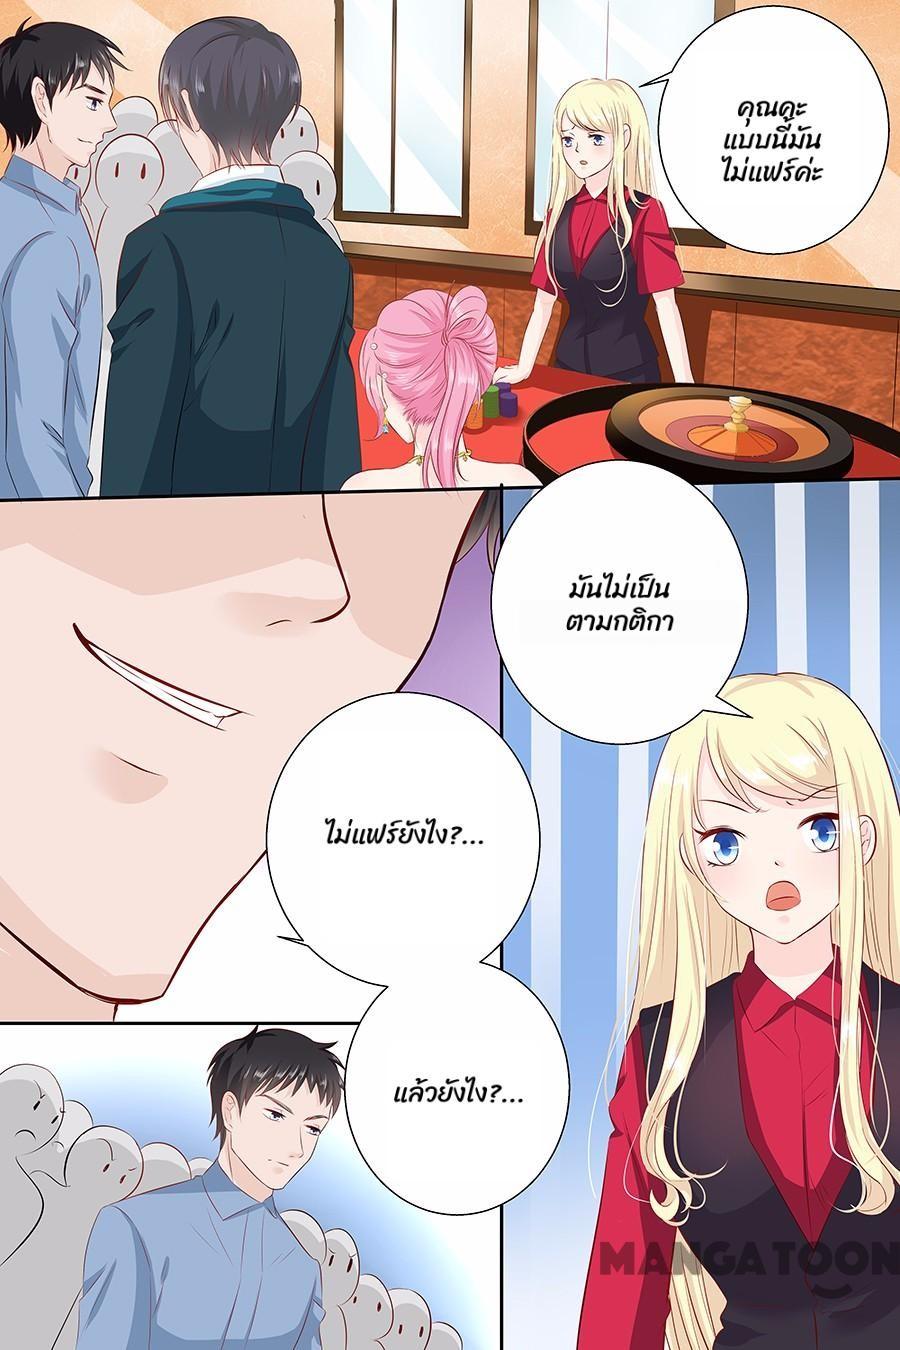 คุณคะ
แบบนี้มัน
ไม่แฟร์ค่ะ
มันไม่เป็น
ตามกติกา
ไม่แฟร์ยังไง?...
แล้วยังไง?...
MANGATOON